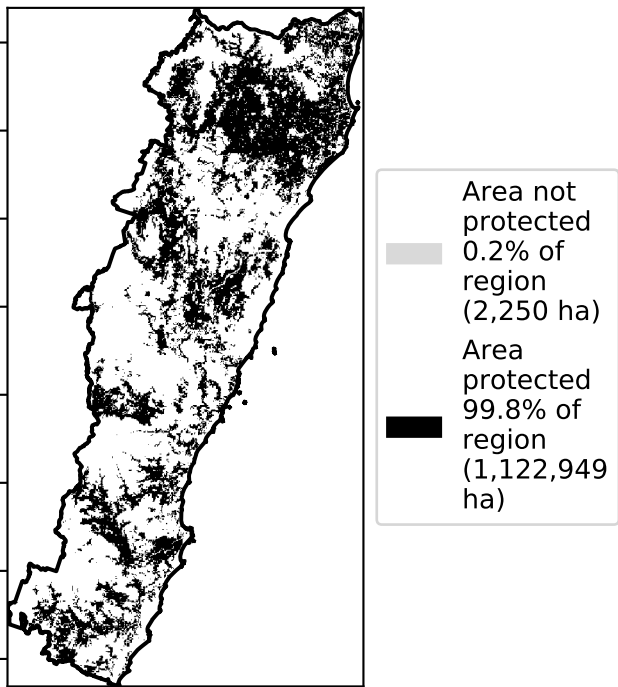 Area not
protected
0.2% of
region
(2,250 ha)
Area
protected
99.8% of
region
(1,122,949
ha)